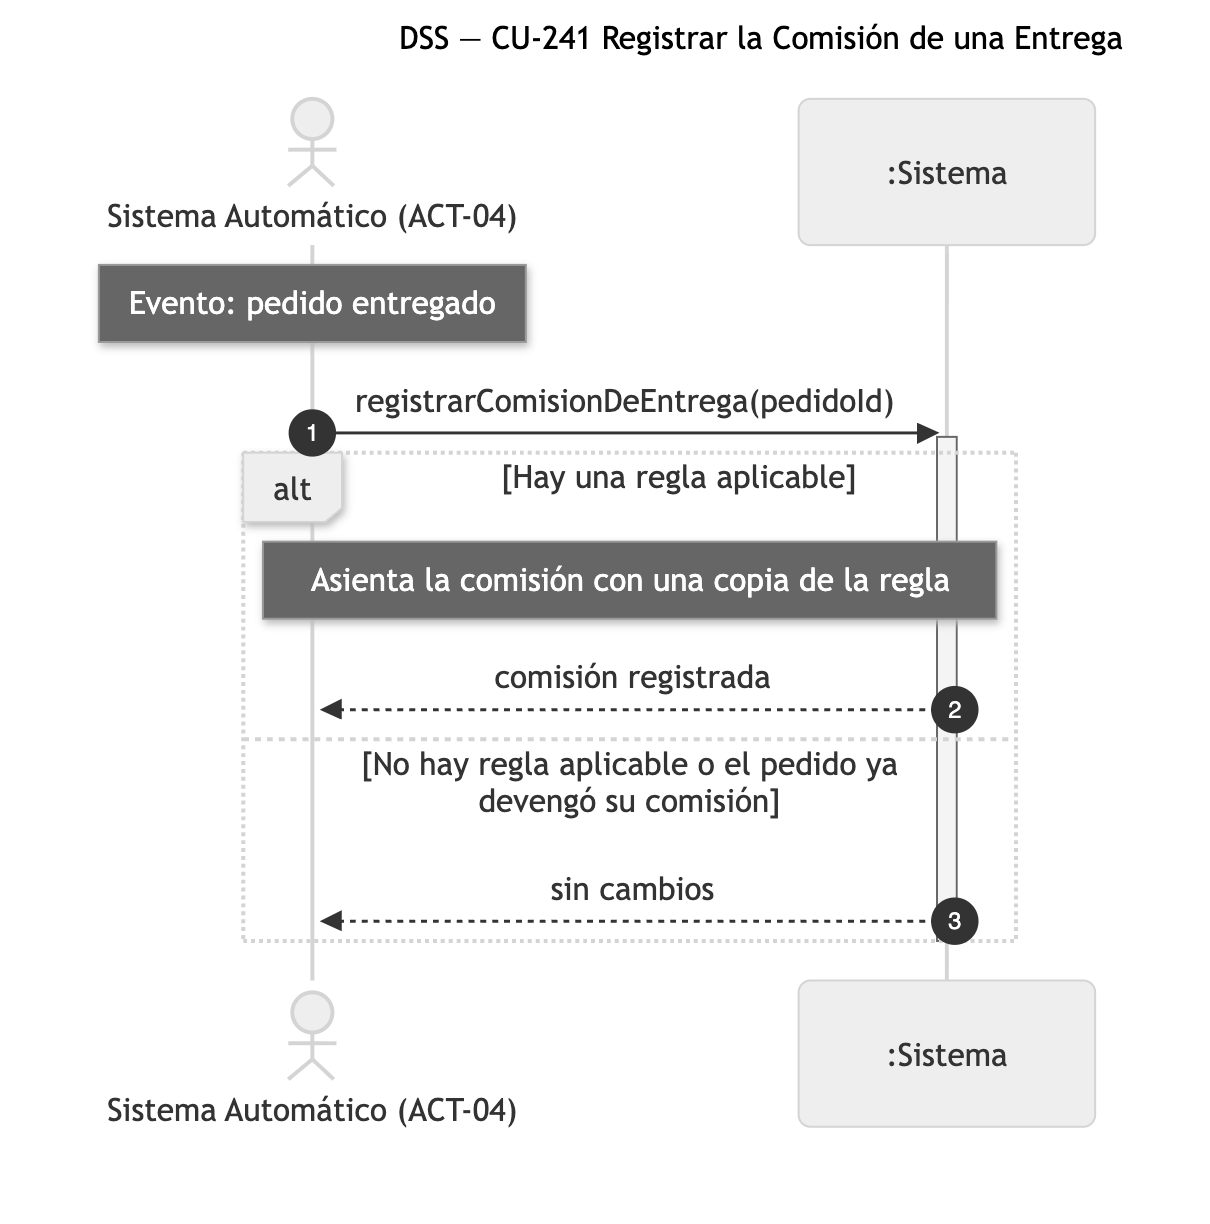 DSS — CU-241 Registrar la Comisión de una Entrega
Sistema Automático (ACT-04)
:Sistema
Evento: pedido entregado
registrarComisionDeEntrega(pedidoId)
1
alt
[Hay una regla aplicable]
Asienta la comisión con una copia de la regla
comisión registrada
2
[No hay regla aplicable o el pedido ya
devengó su comisión]
sin cambios
3
Sistema Automático (ACT-04)
:Sistema